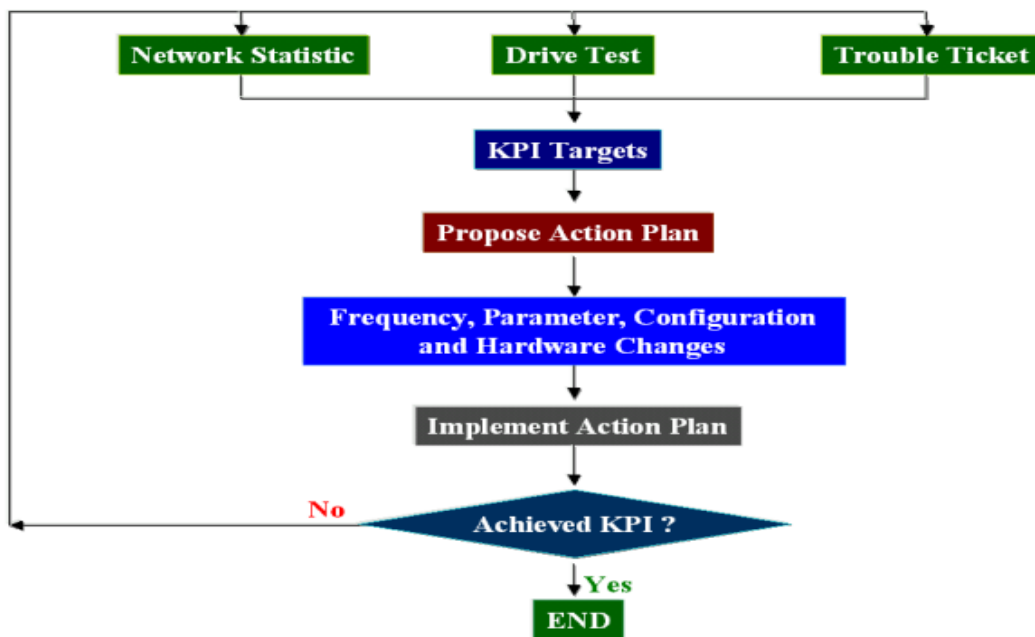 Network Statistic
Drive Test
Trouble Ticket
KPI Targets
Propose Action Plan
Frequency, Parameter, Configuration
and Hardware Changes
Implement Action Plan
No
Achieved KPI ?
Yes
END